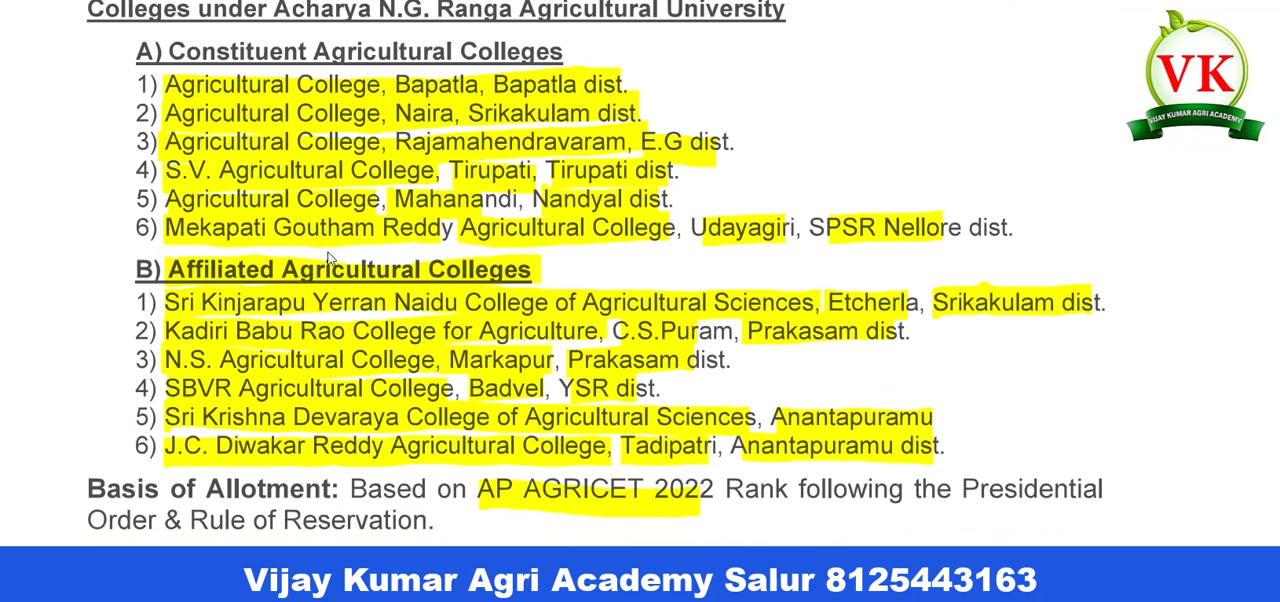 Colleges under Acharya N.G. Ranga Agricultural University
A) Constituent Agricultural Colleges
1) Agricultural College, Bapatla, Bapatla dist.
2) Agricultural College, Naira, Srikakulam dist.
3) Agricultural College, Rajamahendravaram, E.G dist.
4) S.V. Agricultural College, Tirupati, Tirupati dist.
5) Agricultural College, Mahanandi, Nandyal dist.
6) Mekapati Goutham Reddy Agricultural College, Udayagiri, SPSR Nellore dist.
B) Affiliated Agricultural Colleges
1) Sri Kinjarapu Yerran Naidu College of Agricultural Sciences, Etcherla, Srikakulam dist.
2) Kadiri Babu Rao College for Agriculture, C.S.Puram, Prakasam dist.
3) N.S. Agricultural College, Markapur, Prakasam dist.
4) SBVR Agricultural College, Badvel, YSR dist.
5) Sri Krishna Devaraya College of Agricultural Sciences, Anantapuramu
6) J.C. Diwakar Reddy Agricultural College, Tadipatri, Anantapuramu dist.
Basis of Allotment: Based on AP AGRICET 2022 Rank following the Presidential
Order & Rule of Reservation.
VK
VIJAY KUMAR AGRI ACADEMY
Vijay Kumar Agri Academy Salur 8125443163